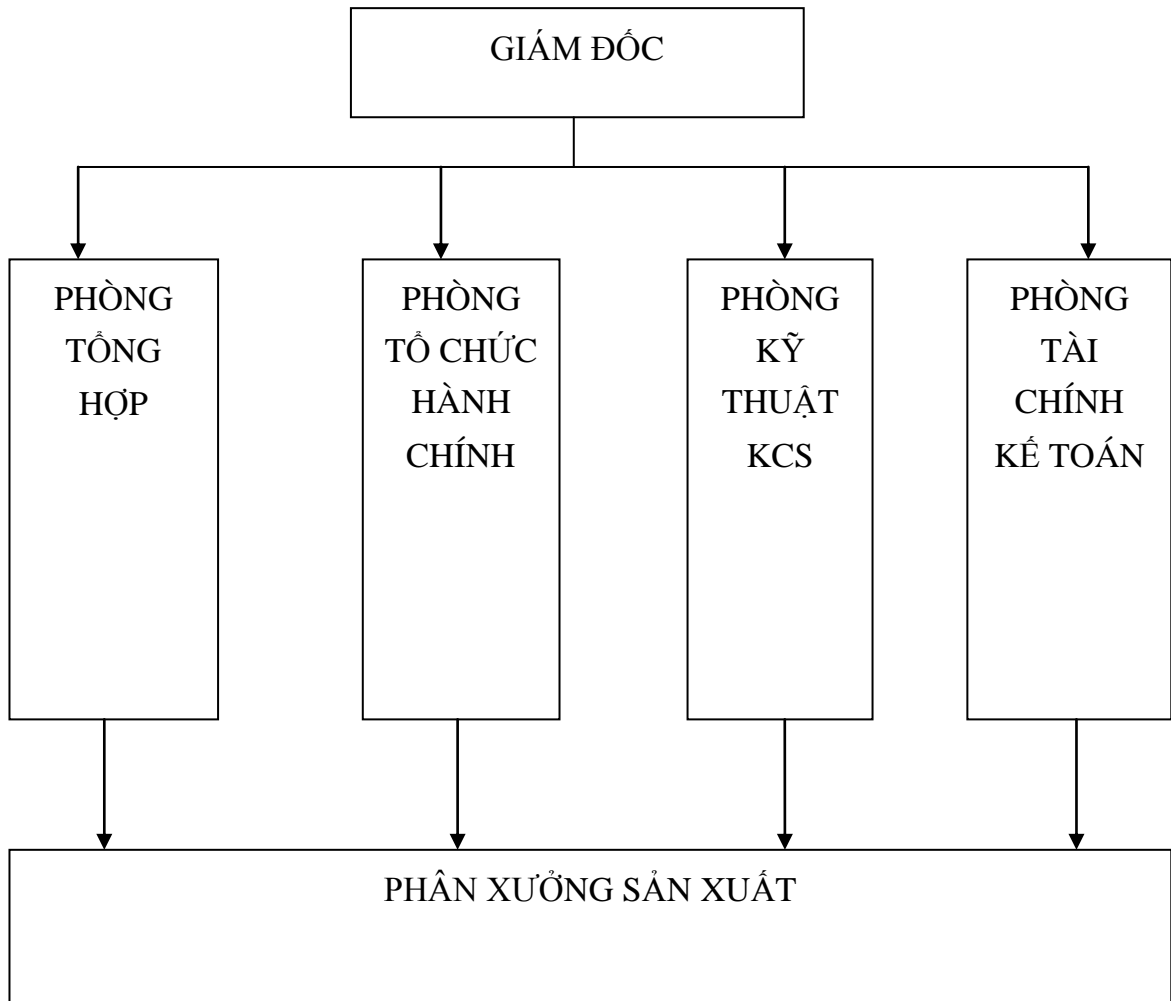 GIÁM ĐỐC
PHÒNG
TỔNG
HỢP
PHÒNG
TỔ CHỨC
HÀNH
CHÍNH
PHÒNG
KỸ
THUẬT
KCS
PHÒNG
TÀI
CHÍNH
KẾ TOÁN
PHÂN XƯỞNG SẢN XUẤT